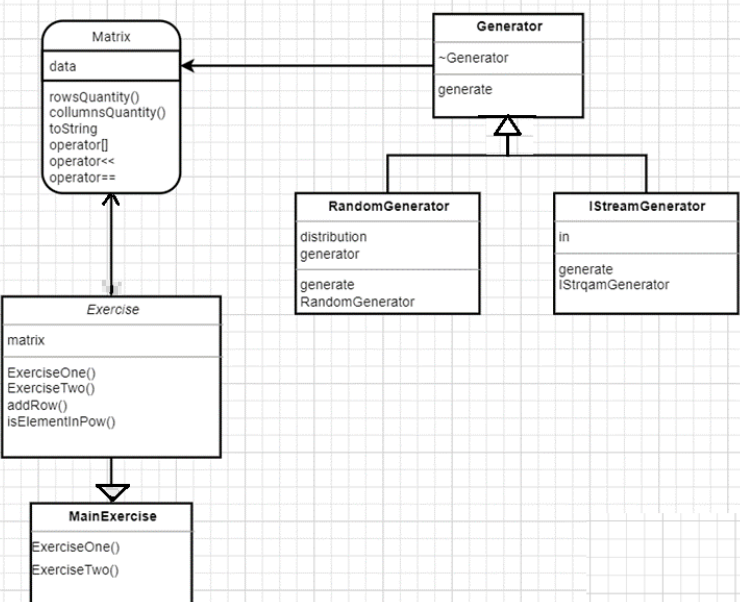 Matrix
data
rowsQuantity()
collumnsQuantity()
toString
operator[]
operator<<
operator==
Generator
~Generator
generate
RandomGenerator
distribution
generator
generate
RandomGenerator
IStreamGenerator
in
generate
IStrqamGenerator
Exercise
matrix
ExerciseOne()
ExerciseTwo()
addRow()
isElementInPow()
MainExercise
ExerciseOne()
ExerciseTwo()